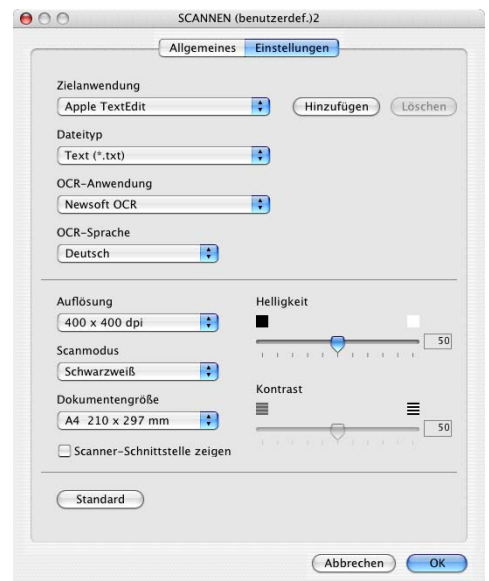 SCANNEN (benutzerdef.)2
Allgemeines Einstellungen
Zielanwendung
Apple TextEdit Hinzufügen Löschen
Dateityp
Text (*.txt)
OCR-Anwendung
Newsoft OCR
OCR-Sprache
Deutsch
Auflösung
400 x 400 dpi
Scanmodus
Schwarzweiß
Dokumentengröße
A4 210 x 297 mm
Scanner-Schnittstelle zeigen
Helligkeit
50
Kontrast
50
Standard
Abbrechen OK